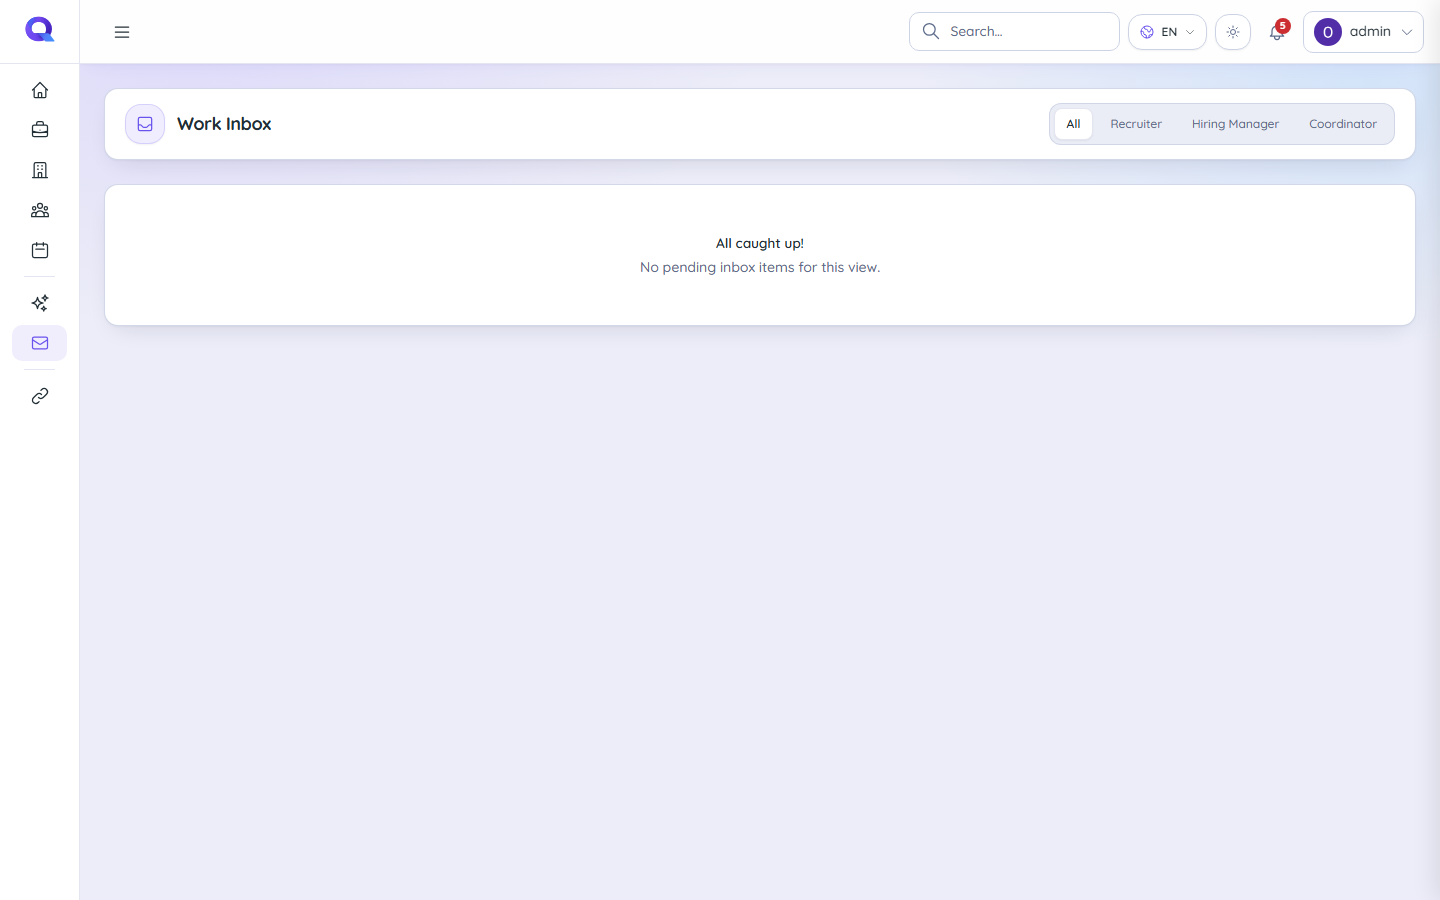 Search...
EN
5
O
admin
Work Inbox
All
Recruiter
Hiring Manager
Coordinator
All caught up!
No pending inbox items for this view.